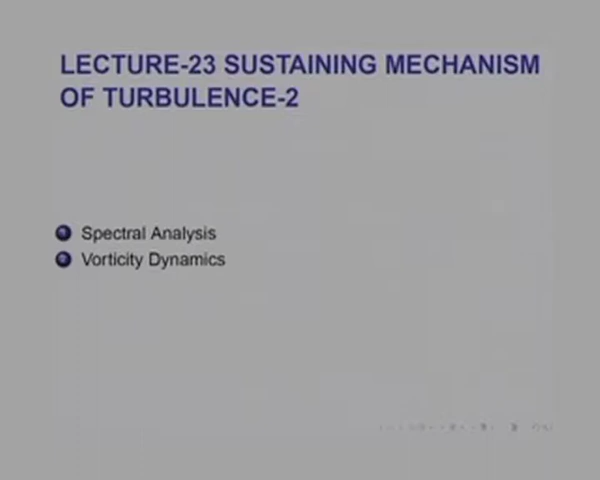 LECTURE-23 SUSTAINING MECHANISM
OF TURBULENCE-2
Spectral Analysis
Vorticity Dynamics